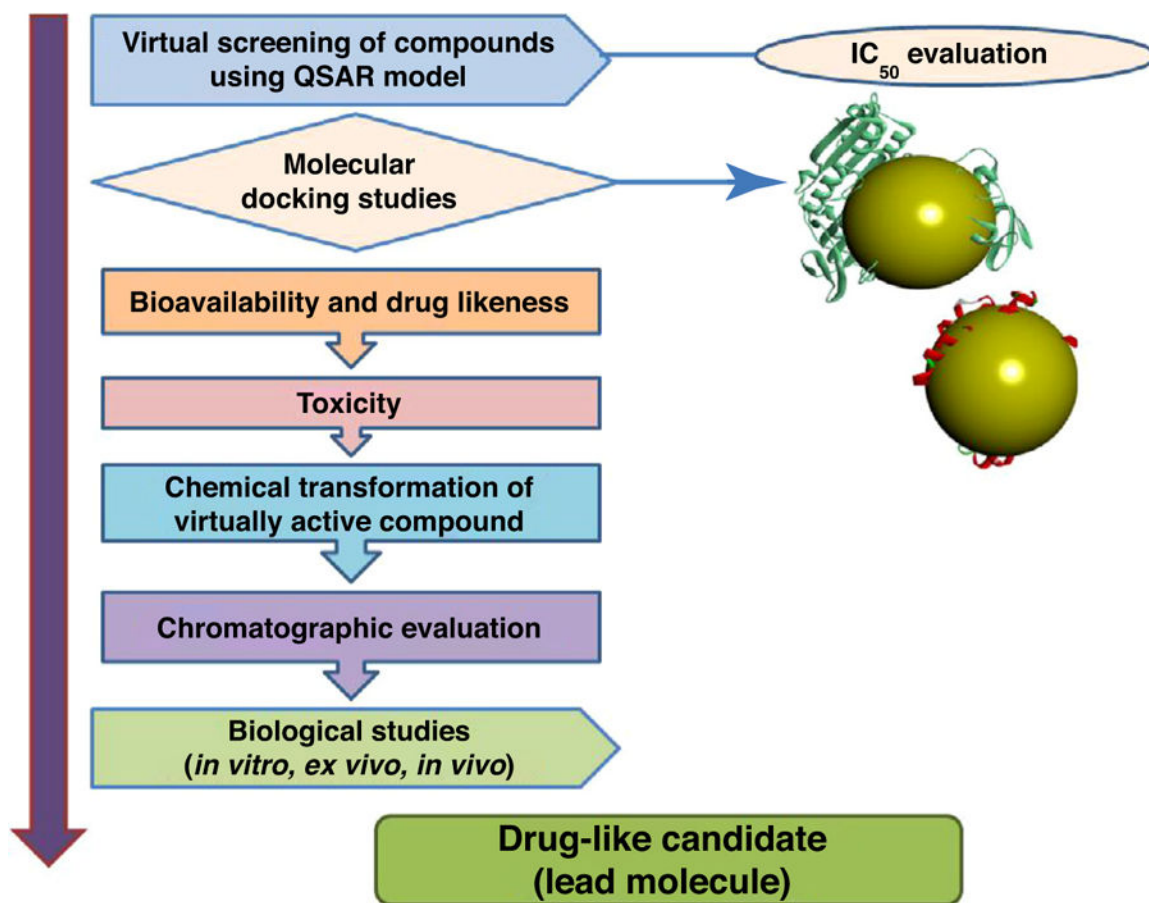 Virtual screening of compounds
using QSAR model
IC50 evaluation
Molecular
docking studies
Bioavailability and drug likeness
Toxicity
Chemical transformation of
virtually active compound
Chromatographic evaluation
Biological studies
(in vitro, ex vivo, in vivo)
Drug-like candidate
(lead molecule)